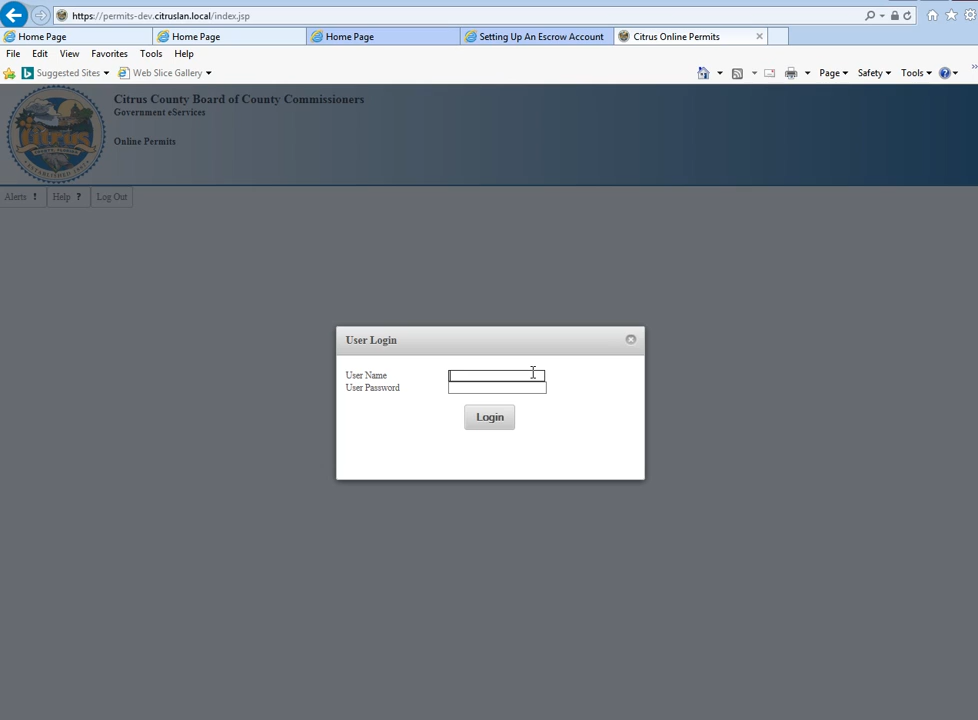 https://permits-dev.citruslan.local/index.jsp
Home Page
Home Page
Home Page
Setting Up An Escrow Account
Citrus Online Permits
File Edit View Favorites Tools Help
Suggested Sites
Web Slice Gallery
Page
Safety
Tools
Citrus County Board of County Commissioners
Government eServices
Online Permits
Citrus
Alerts !
Help ?
Log Out
User Login
User Name
User Password
Login